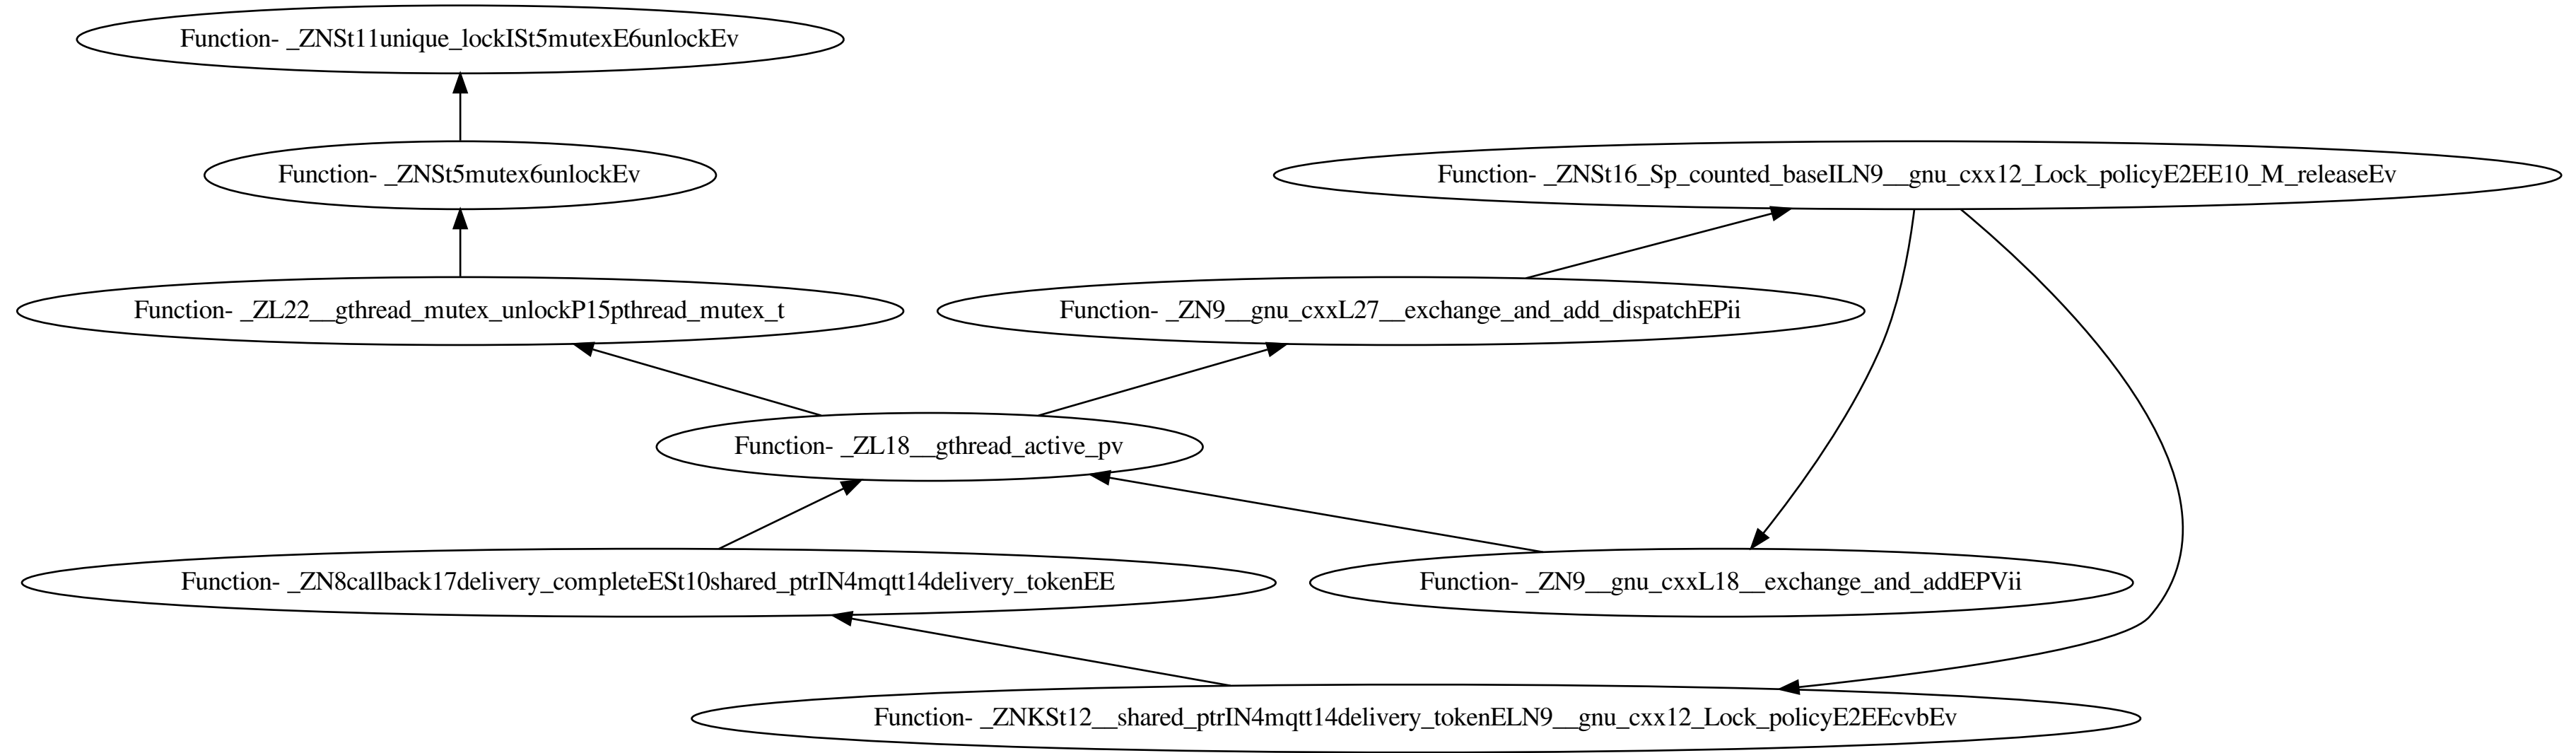 Function- _ZNSt11unique_lockISt5mutexE6unlockEv
Function- _ZNSt5mutex6unlockEv
Function- _ZNSt16_Sp_counted_baseILN9__gnu_cxx12_Lock_policyE2EE10_M_releaseEv
Function- _ZL22__gthread_mutex_unlockP15pthread_mutex_t
Function- _ZN9__gnu_cxxL27__exchange_and_add_dispatchEPii
Function- _ZL18__gthread_active_pv
Function- _ZN8callback17delivery_completeESt10shared_ptrIN4mqtt14delivery_tokenEE
Function- _ZN9__gnu_cxxL18__exchange_and_addEPVii
Function- _ZNKSt12__shared_ptrIN4mqtt14delivery_tokenELN9__gnu_cxx12_Lock_policyE2EEcvbEv